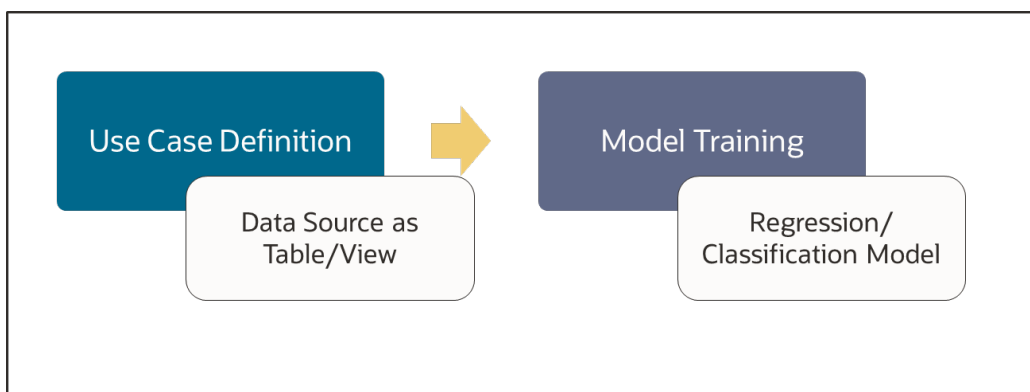 Use Case Definition
Data Source as
Table/View
Model Training
Regression/
Classification Model